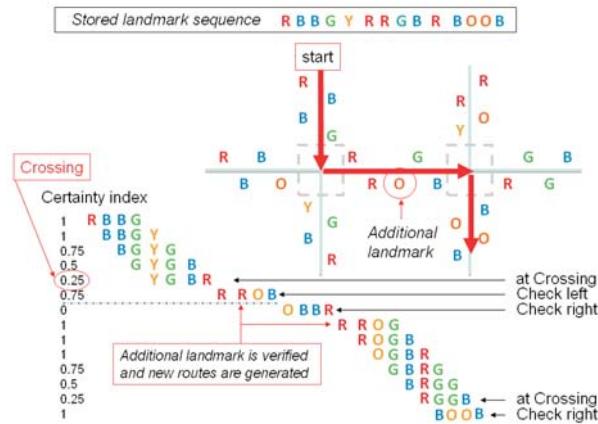 Stored landmark sequence R B B G Y R R G B R B O O B
start
R
B
B
G
R
R
O
Y
R B R G G B
B O R O B R G B
Y
G
B
R
B
O
O
B
Additional
landmark
Crossing
Certainty index
1 R B B G
1 B B G Y
0.75 B G Y G
0.5 G Y G B
0.25 Y G B R at Crossing
0.75 R R O B Check left
0 O B B R Check right
1 R R O G
1 R O G B
1 O G B R
0.75 G B R G
0.5 B R G G
0.25 R G G B at Crossing
1 B O O B Check right
Additional landmark is verified
and new routes are generated